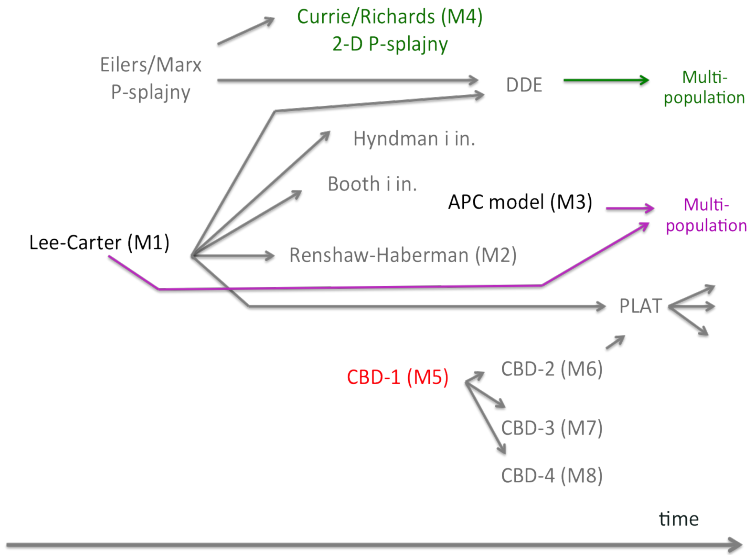 Currie/Richards (M4)
2-D P-splajny
Eilers/Marx
P-splajny
DDE
Multi-
population
Hyndman i in.
Booth i in.
APC model (M3)
Multi-
population
Lee-Carter (M1)
Renshaw-Haberman (M2)
PLAT
CBD-1 (M5)
CBD-2 (M6)
CBD-3 (M7)
CBD-4 (M8)
time